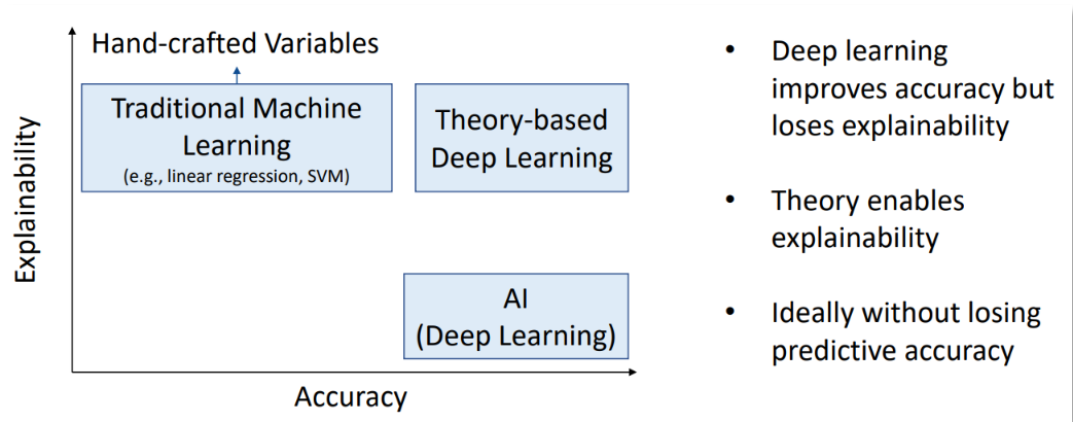 Hand-crafted Variables
Traditional Machine
Learning
(e.g., linear regression, SVM)
Theory-based
Deep Learning
AI
(Deep Learning)
Explainability
Accuracy
• Deep learning
improves accuracy but
loses explainability
• Theory enables
explainability
• Ideally without losing
predictive accuracy